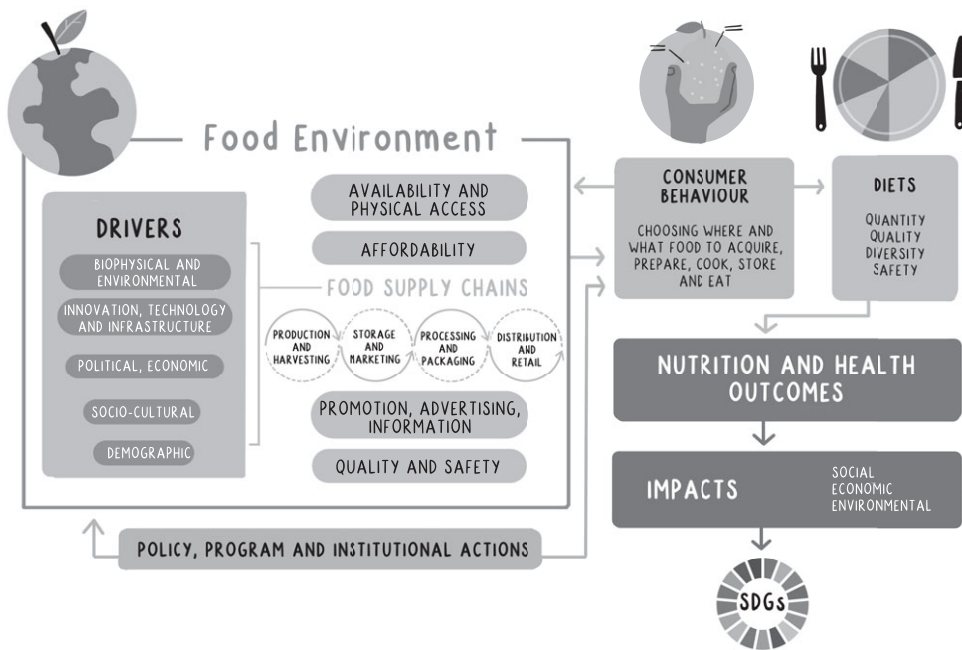 Food Environment
DRIVERS
BIOPHYSICAL AND
ENVIRONMENTAL
INNOVATION, TECHNOLOGY
AND INFRASTRUCTURE
POLITICAL, ECONOMIC
SOCIO-CULTURAL
DEMOGRAPHIC
AVAILABILITY AND
PHYSICAL ACCESS
AFFORDABILITY
FOOD SUPPLY CHAINS
PRODUCTION
AND
HARVESTING
STORAGE
AND
MARKETING
PROCESSING
AND
PACKAGING
DISTRIBUTION
AND
RETAIL
PROMOTION, ADVERTISING,
INFORMATION
QUALITY AND SAFETY
POLICY, PROGRAM AND INSTITUTIONAL ACTIONS
CONSUMER
BEHAVIOUR
CHOOSING WHERE AND
WHAT FOOD TO ACQUIRE,
PREPARE, COOK, STORE
AND EAT
DIETS
QUANTITY
QUALITY
DIVERSITY
SAFETY
NUTRITION AND HEALTH
OUTCOMES
IMPACTS
SOCIAL
ECONOMIC
ENVIRONMENTAL
SDGs